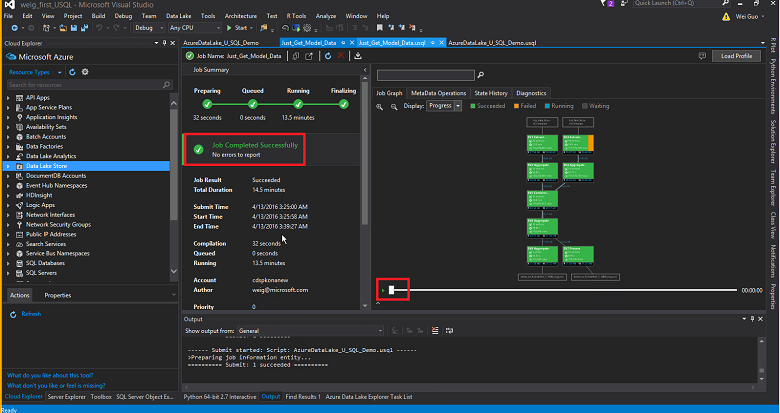 weig_first_USQL - Microsoft Visual Studio
2
Quick Launch (Ctrl+Q)
File Edit View Project Build Debug Team Data Lake Tools Architecture Test R Tools Analyze Window Help
Wei Guo
Debug Any CPU Start
Cloud Explorer
AzureDataLake_U_SQL_Demo Just_Get_Model_Data Just_Get_Model_Data.usql AzureDataLake_U_SQL_Demo.usql
Microsoft Azure
Job Name: Just_Get_Model_Data
Load Profile
Resource Types
Search for resources
API Apps
App Service Plans
Application Insights
Availability Sets
Batch Accounts
Data Factories
Data Lake Analytics
Data Lake Store
DocumentDB Accounts
Event Hub Namespaces
HDInsight
Logic Apps
Network Interfaces
Network Security Groups
Public IP Addresses
Search Services
Service Bus Namespaces
SQL Databases
SQL Servers
Actions Properties
Refresh
What do you like about this tool?
What don't you like or feel is missing?
Cloud Explorer Server Explorer Toolbox SQL Server Object Ex...
Ready
Job Summary
Preparing Queued Running Finalizing
32 seconds 0 seconds 13.5 minutes
Job Completed Successfully
No errors to report
Job Result Succeeded
Total Duration 14.5 minutes
Submit Time 4/13/2016 3:25:00 AM
Start Time 4/13/2016 3:25:58 AM
End Time 4/13/2016 3:39:27 AM
Compilation 32 seconds
Queued 0 seconds
Running 13.5 minutes
Account cdspkonanew
Author weig@microsoft.com
Priority 0
Job Graph MetaData Operations State History Diagnostics
Display: Progress Succeeded Failed Running Waiting
00:00:00
Output
Show output from: General
------ Submit started: Script: AzureDataLake_U_SQL_Demo.usql ------
>Preparing job information entity...
========== Submit: 1 succeeded ==========
Python 64-bit 2.7 Interactive Output Find Results 1 Azure Data Lake Explorer Task List
R Plot
Python Environments
Solution Explorer
Team Explorer
Class View
Notifications
Properties